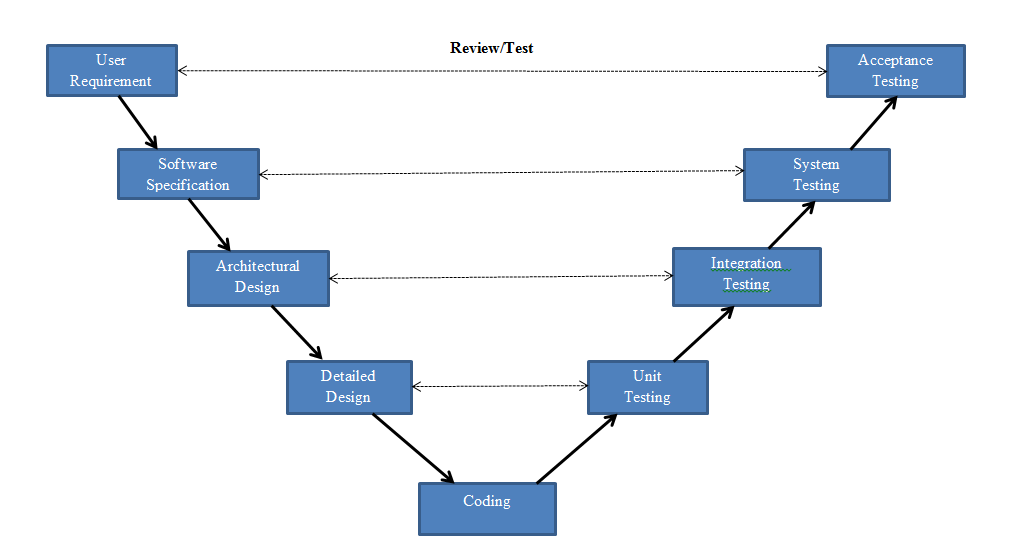 Review/Test
User
Requirement
Acceptance
Testing
Software
Specification
System
Testing
Architectural
Design
Integration
Testing
Detailed
Design
Unit
Testing
Coding